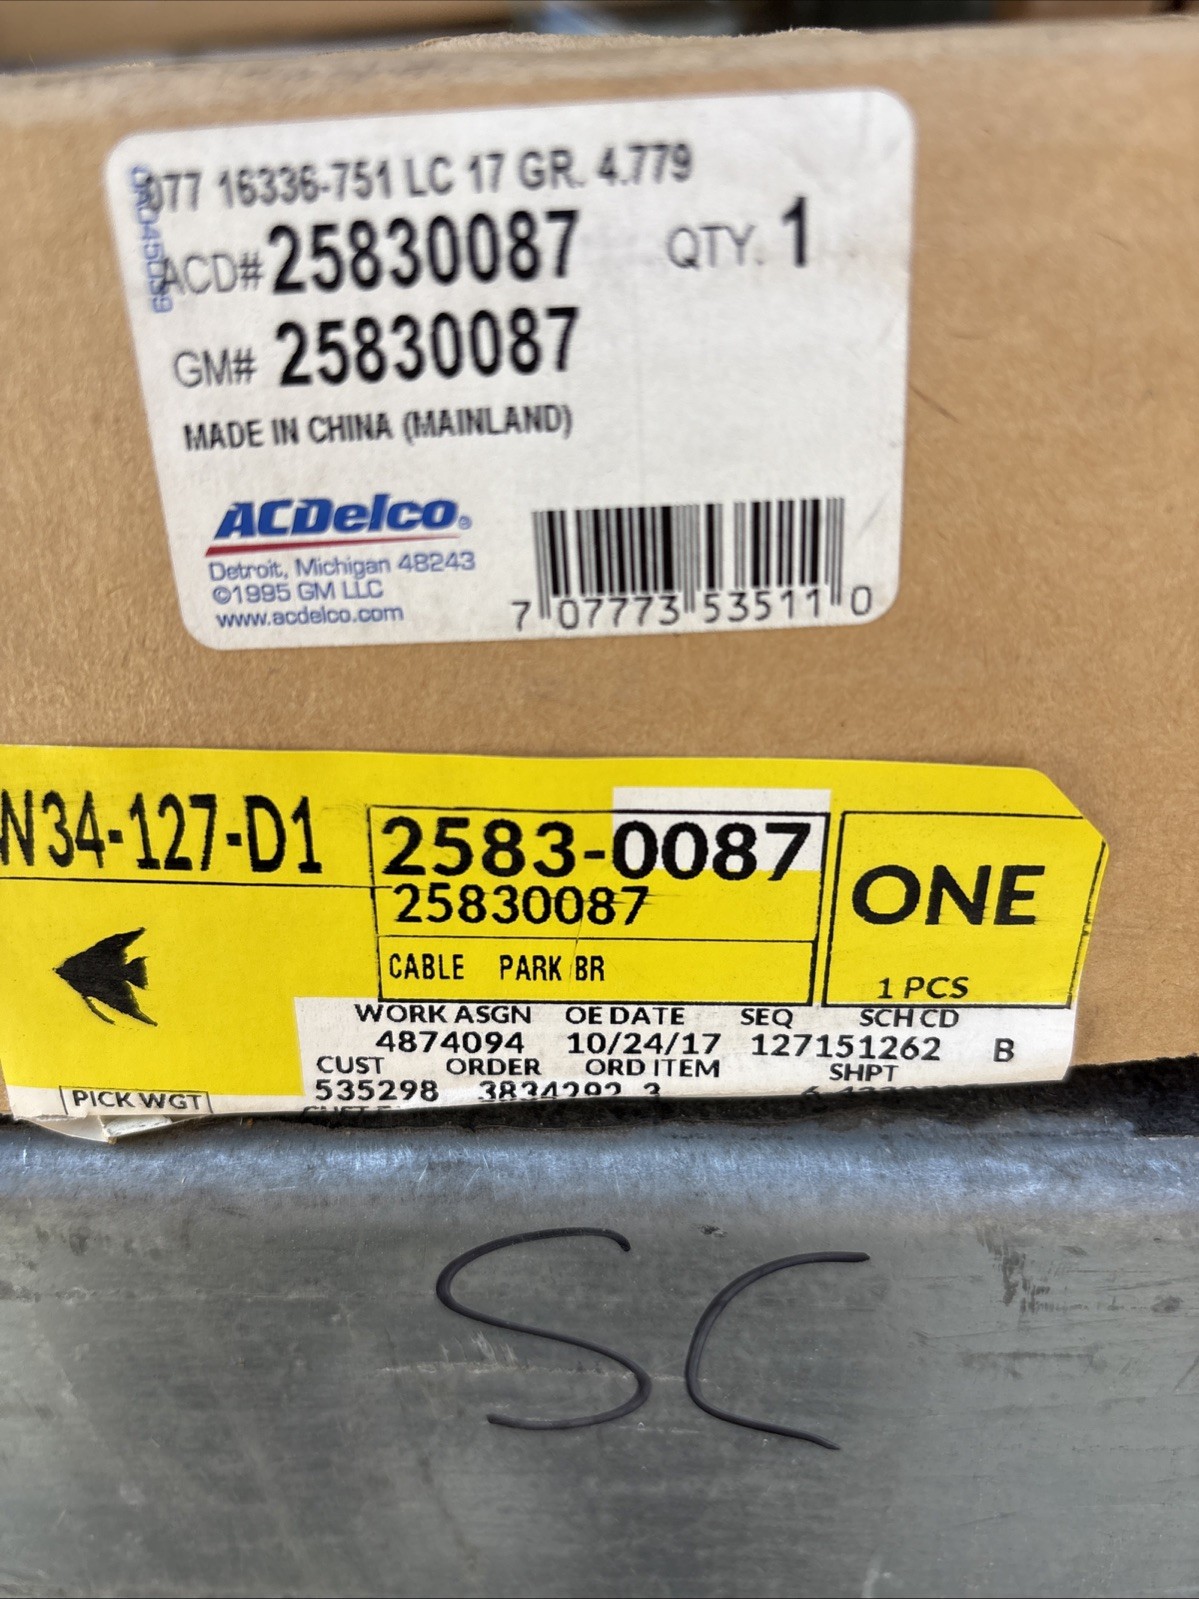 077 16336-751 LC 17 GR. 4.779
ACD# 25830087 QTY. 1
GM# 25830087
MADE IN CHINA (MAINLAND)
ACDelco®
Detroit, Michigan 48243
©1995 GM LLC
www.acdelco.com
7 07773 53511 0
N34-127-D1
2583-0087
25830087
CABLE PARK BR
ONE
1 PCS
WORK ASGN OE DATE SEQ SCH CD
4874094 10/24/17 127151262 B
CUST ORDER ORD ITEM SHPT
535298 3834292 3
PICK WGT
SC